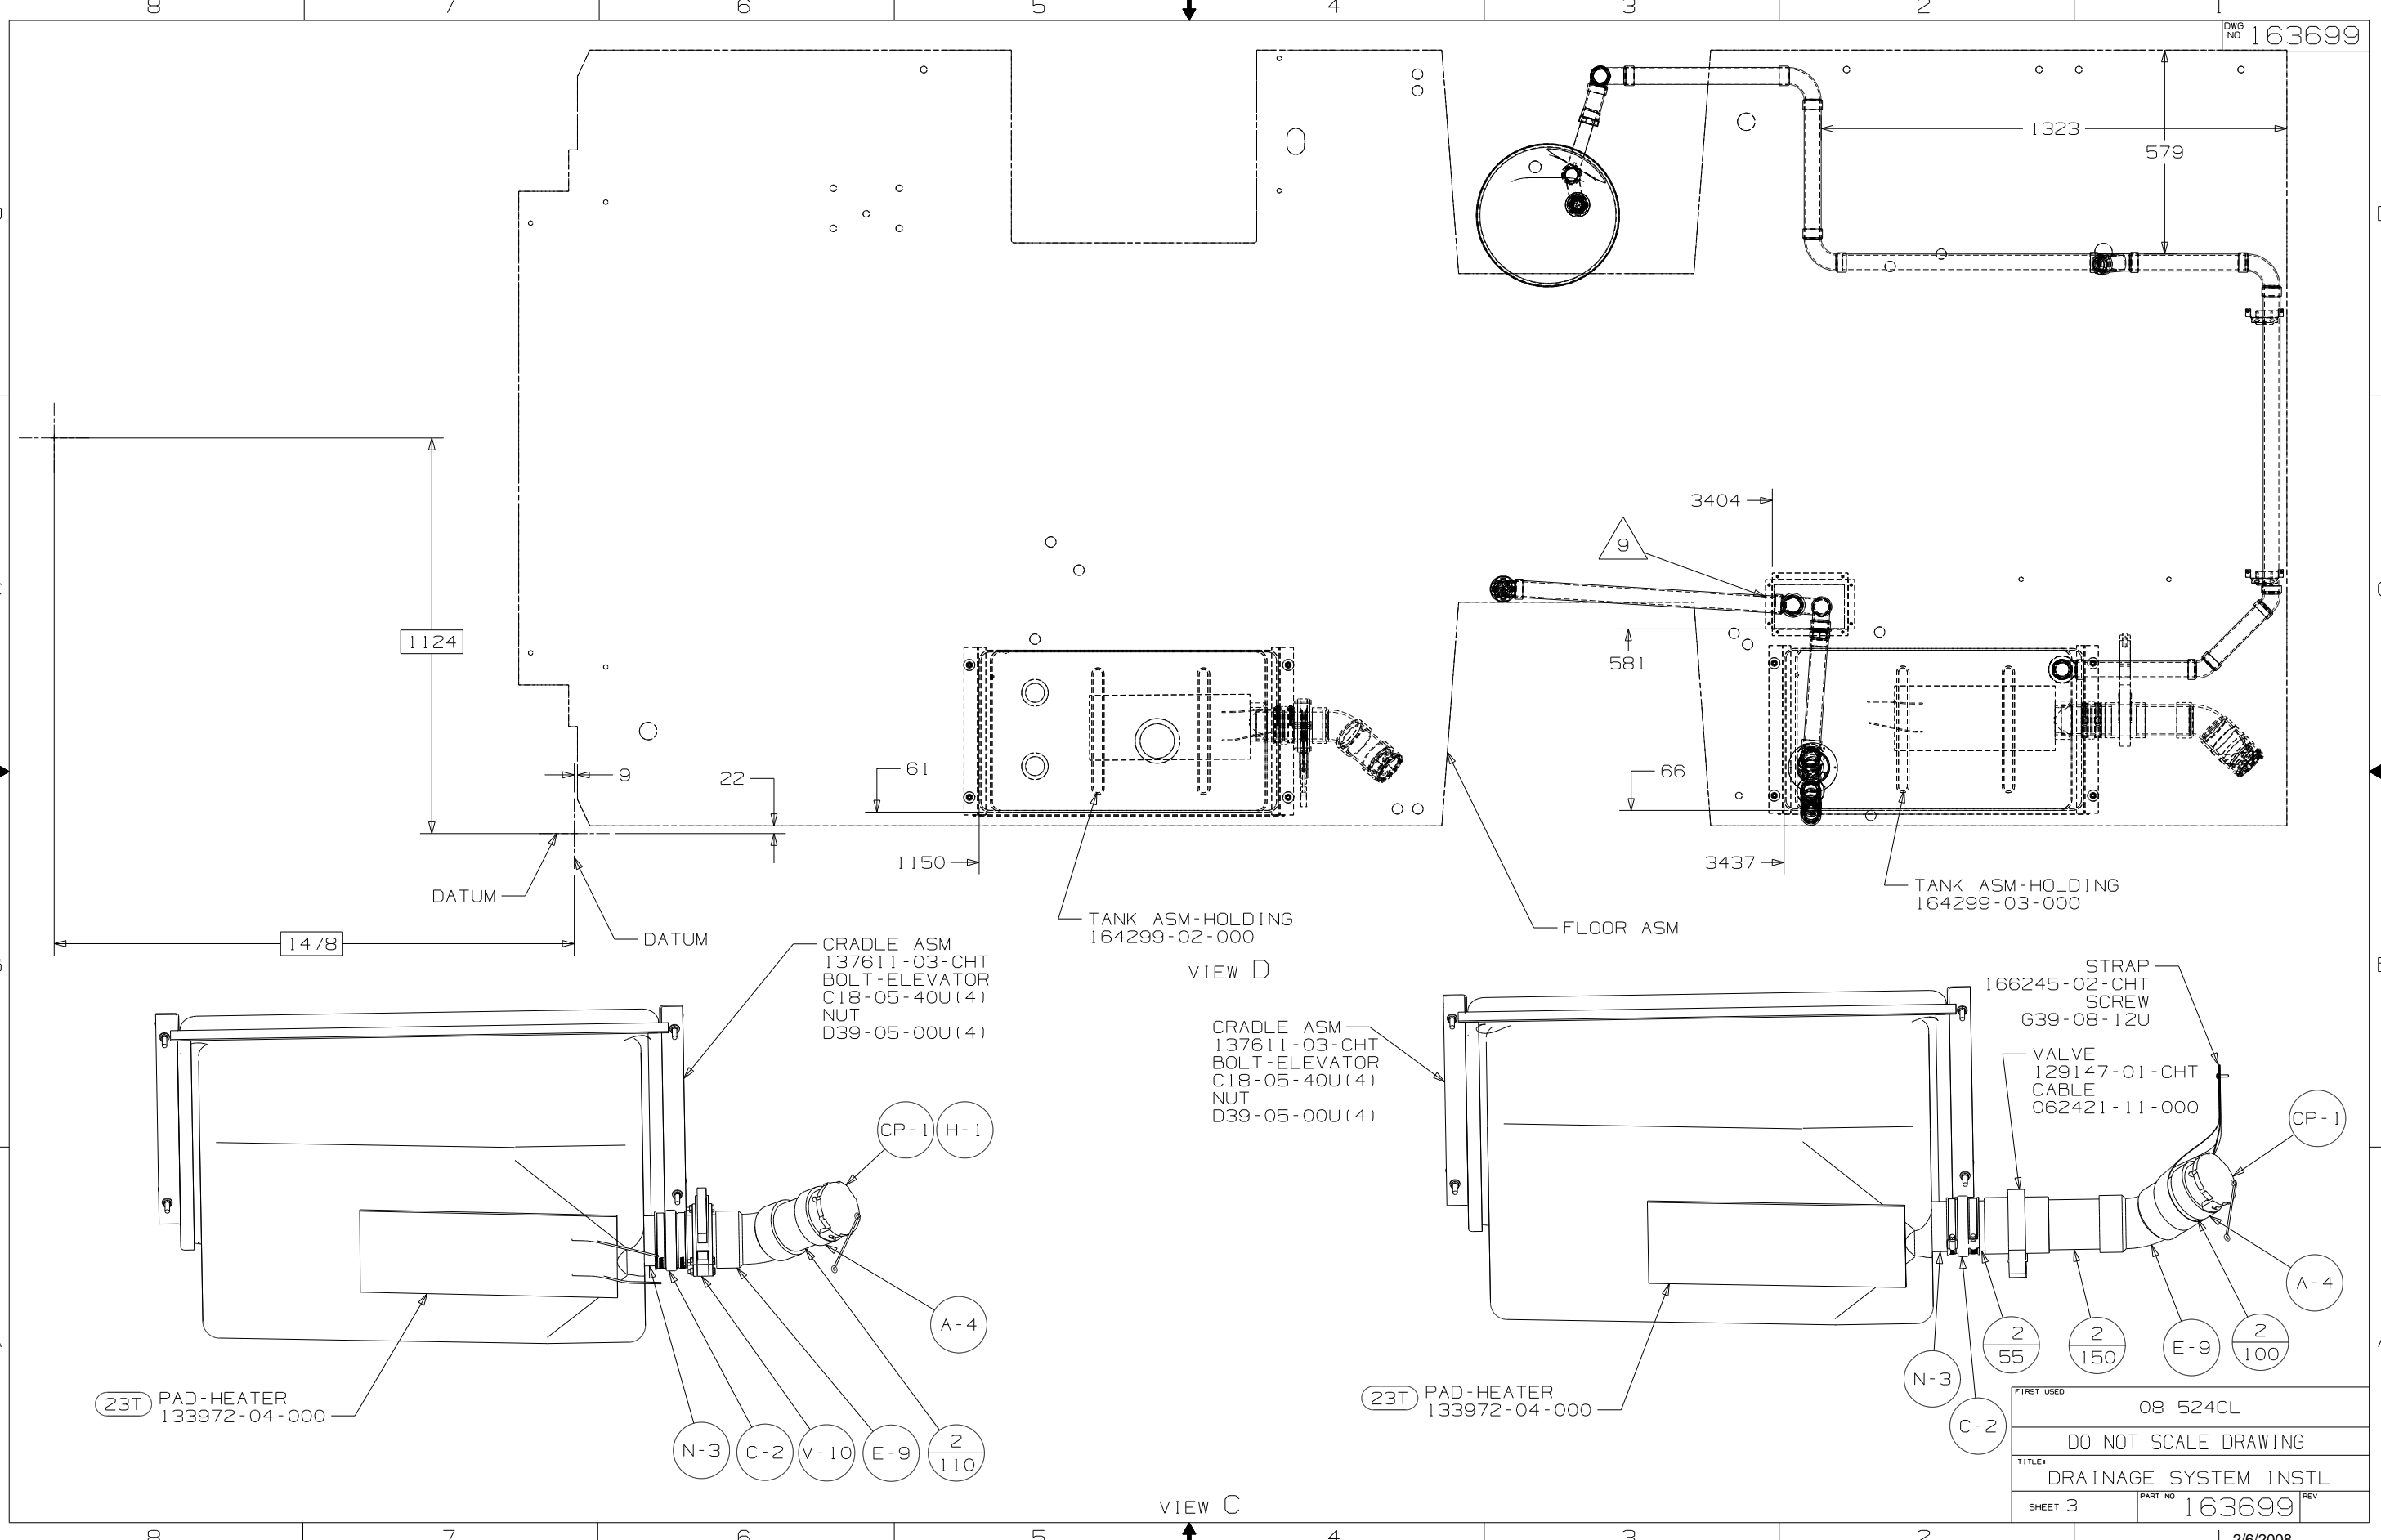 8 7 6 5 4 3 2 1
DWG NO 163699
1323
579
3404
9
581
1124
9
22
61
66
1150
3437
DATUM
DATUM
1478
TANK ASM-HOLDING
164299-02-000
FLOOR ASM
TANK ASM-HOLDING
164299-03-000
VIEW D
CRADLE ASM
137611-03-CHT
BOLT-ELEVATOR
C18-05-40U(4)
NUT
D39-05-00U(4)
CRADLE ASM
137611-03-CHT
BOLT-ELEVATOR
C18-05-40U(4)
NUT
D39-05-00U(4)
STRAP
166245-02-CHT
SCREW
G39-08-12U
VALVE
129147-01-CHT
CABLE
062421-11-000
CP-1
H-1
CP-1
A-4
A-4
23T PAD-HEATER
133972-04-000
N-3
C-2
V-10
E-9
2
110
23T PAD-HEATER
133972-04-000
N-3
C-2
2
55
2
150
E-9
2
100
VIEW C
FIRST USED
08 524CL
DO NOT SCALE DRAWING
TITLE:
DRAINAGE SYSTEM INSTL
SHEET 3
PART NO 163699
REV
8 7 6 5 4 3 2 1
2/6/2008